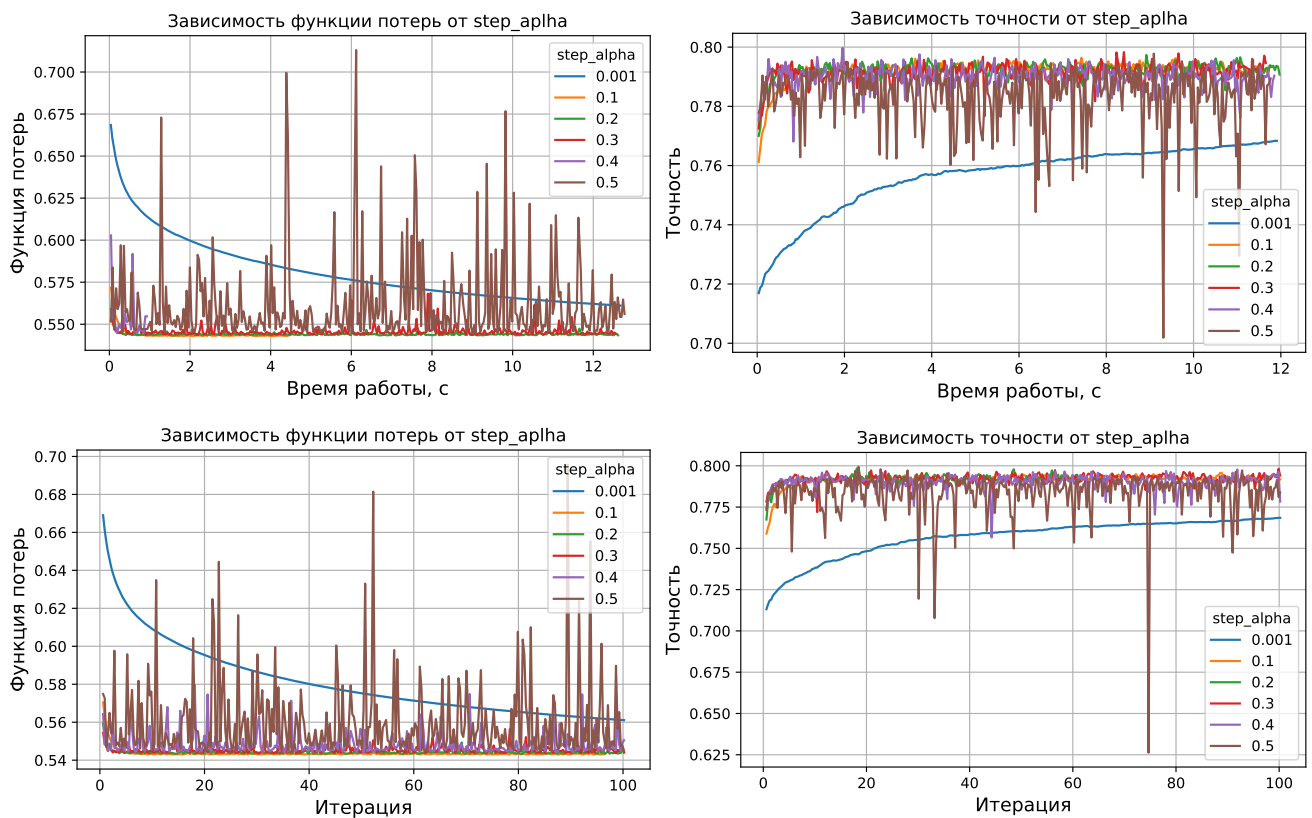 Зависимость функции потерь от step_aplha
Функция потерь
0.700
0.675
0.650
0.625
0.600
0.575
0.550
step_alpha
0.001
0.1
0.2
0.3
0.4
0.5
0 2 4 6 8 10 12
Время работы, с
Зависимость точности от step_aplha
Точность
0.80
0.78
0.76
0.74
0.72
0.70
step_alpha
0.001
0.1
0.2
0.3
0.4
0.5
0 2 4 6 8 10 12
Время работы, с
Зависимость функции потерь от step_aplha
Функция потерь
0.70
0.68
0.66
0.64
0.62
0.60
0.58
0.56
0.54
step_alpha
0.001
0.1
0.2
0.3
0.4
0.5
0 20 40 60 80 100
Итерация
Зависимость точности от step_aplha
Точность
0.800
0.775
0.750
0.725
0.700
0.675
0.650
0.625
step_alpha
0.001
0.1
0.2
0.3
0.4
0.5
0 20 40 60 80 100
Итерация